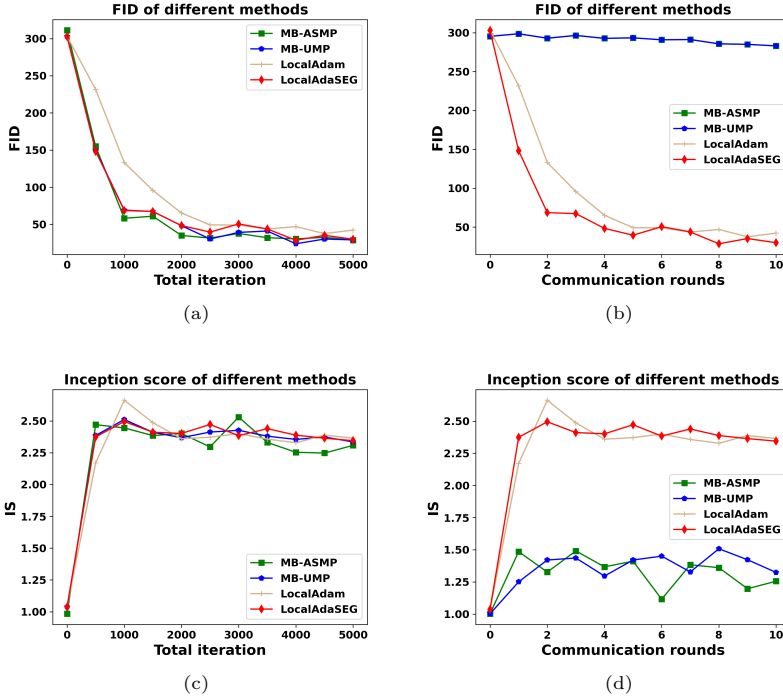 FID of different methods
300
250
200
150
100
50
FID
MB-ASMP
MB-UMP
LocalAdam
LocalAdaSEG
0 1000 2000 3000 4000 5000
Total iteration
(a)
FID of different methods
300
250
200
150
100
50
FID
MB-ASMP
MB-UMP
LocalAdam
LocalAdaSEG
0 2 4 6 8 10
Communication rounds
(b)
Inception score of different methods
2.50
2.25
2.00
1.75
1.50
1.25
1.00
IS
MB-ASMP
MB-UMP
LocalAdam
LocalAdaSEG
0 1000 2000 3000 4000 5000
Total iteration
(c)
Inception score of different methods
2.50
2.25
2.00
1.75
1.50
1.25
1.00
IS
MB-ASMP
MB-UMP
LocalAdam
LocalAdaSEG
0 2 4 6 8 10
Communication rounds
(d)